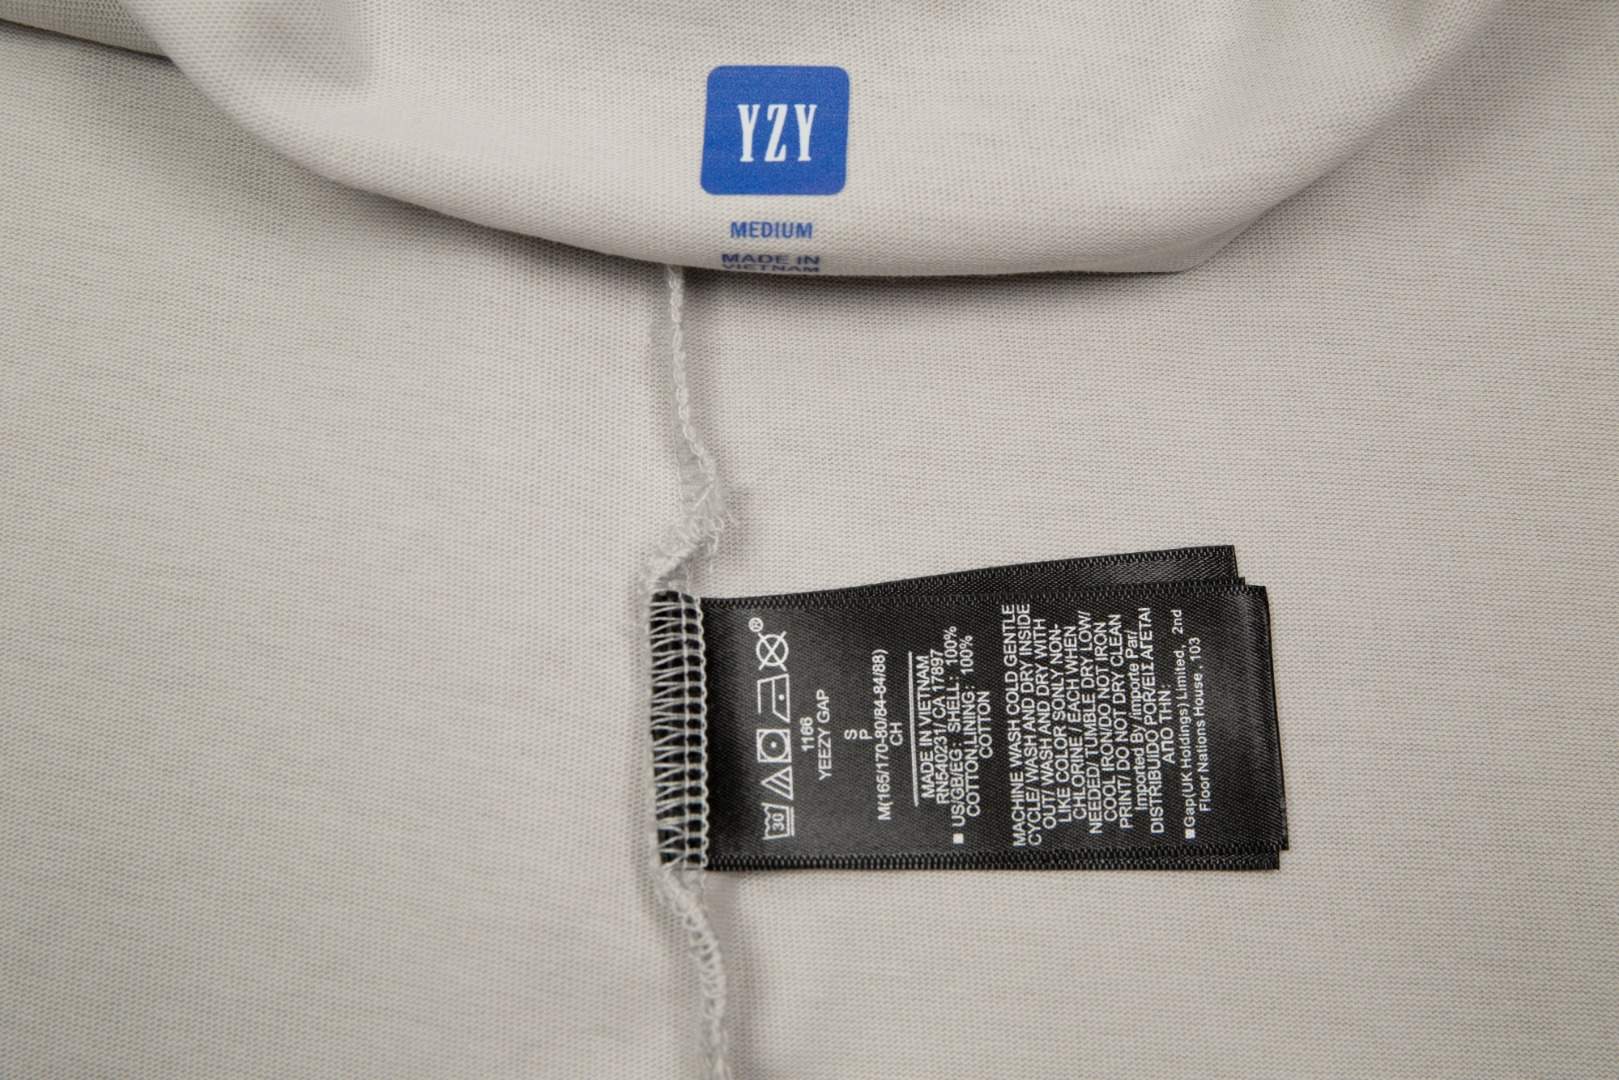 YZY
MEDIUM
MADE IN
VIETNAM
30
®
1166
YEEZY GAP
S
P
CH
M(165/170-80/84-84/88)
MADE IN VIETNAM
RN540231/ CA 17897
■ US/GB/EG: SHELL: 100%
COTTON,LINING: 100%
COTTON
MACHINE WASH COLD GENTLE
CYCLE/ WASH AND DRY INSIDE
OUT/ WASH AND DRY WITH
LIKE COLOR S/ONLY NON-
CHLORINE / EACH WHEN
NEEDED/ TUMBLE DRY LOW/
COOL IRON/DO NOT IRON
PRINT/ DO NOT DRY CLEAN
Imported By /importe Par/
DISTRIBUIDO POR/ΕΙΣ ΑΓΕΤΑΙ
ΑΠΟ ΤΗΝ:
■Gap(UK Holdings) Limited, 2nd
Floor Nations House , 103